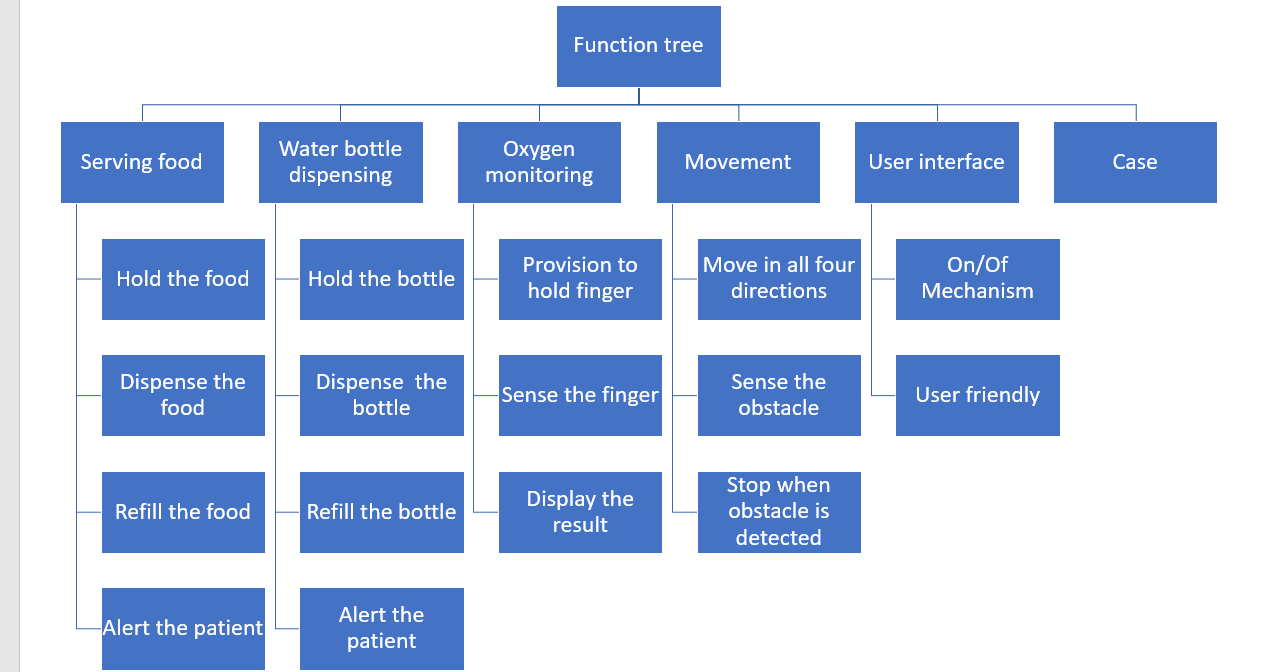 Function tree
Serving food
Water bottle
dispensing
Oxygen
monitoring
Movement
User interface
Case
Hold the food
Hold the bottle
Provision to
hold finger
Move in all four
directions
On/Of
Mechanism
Dispense the
food
Dispense  the
bottle
Sense the finger
Sense the
obstacle
User friendly
Refill the food
Refill the bottle
Display the
result
Stop when
obstacle is
detected
Alert the patient
Alert the
patient